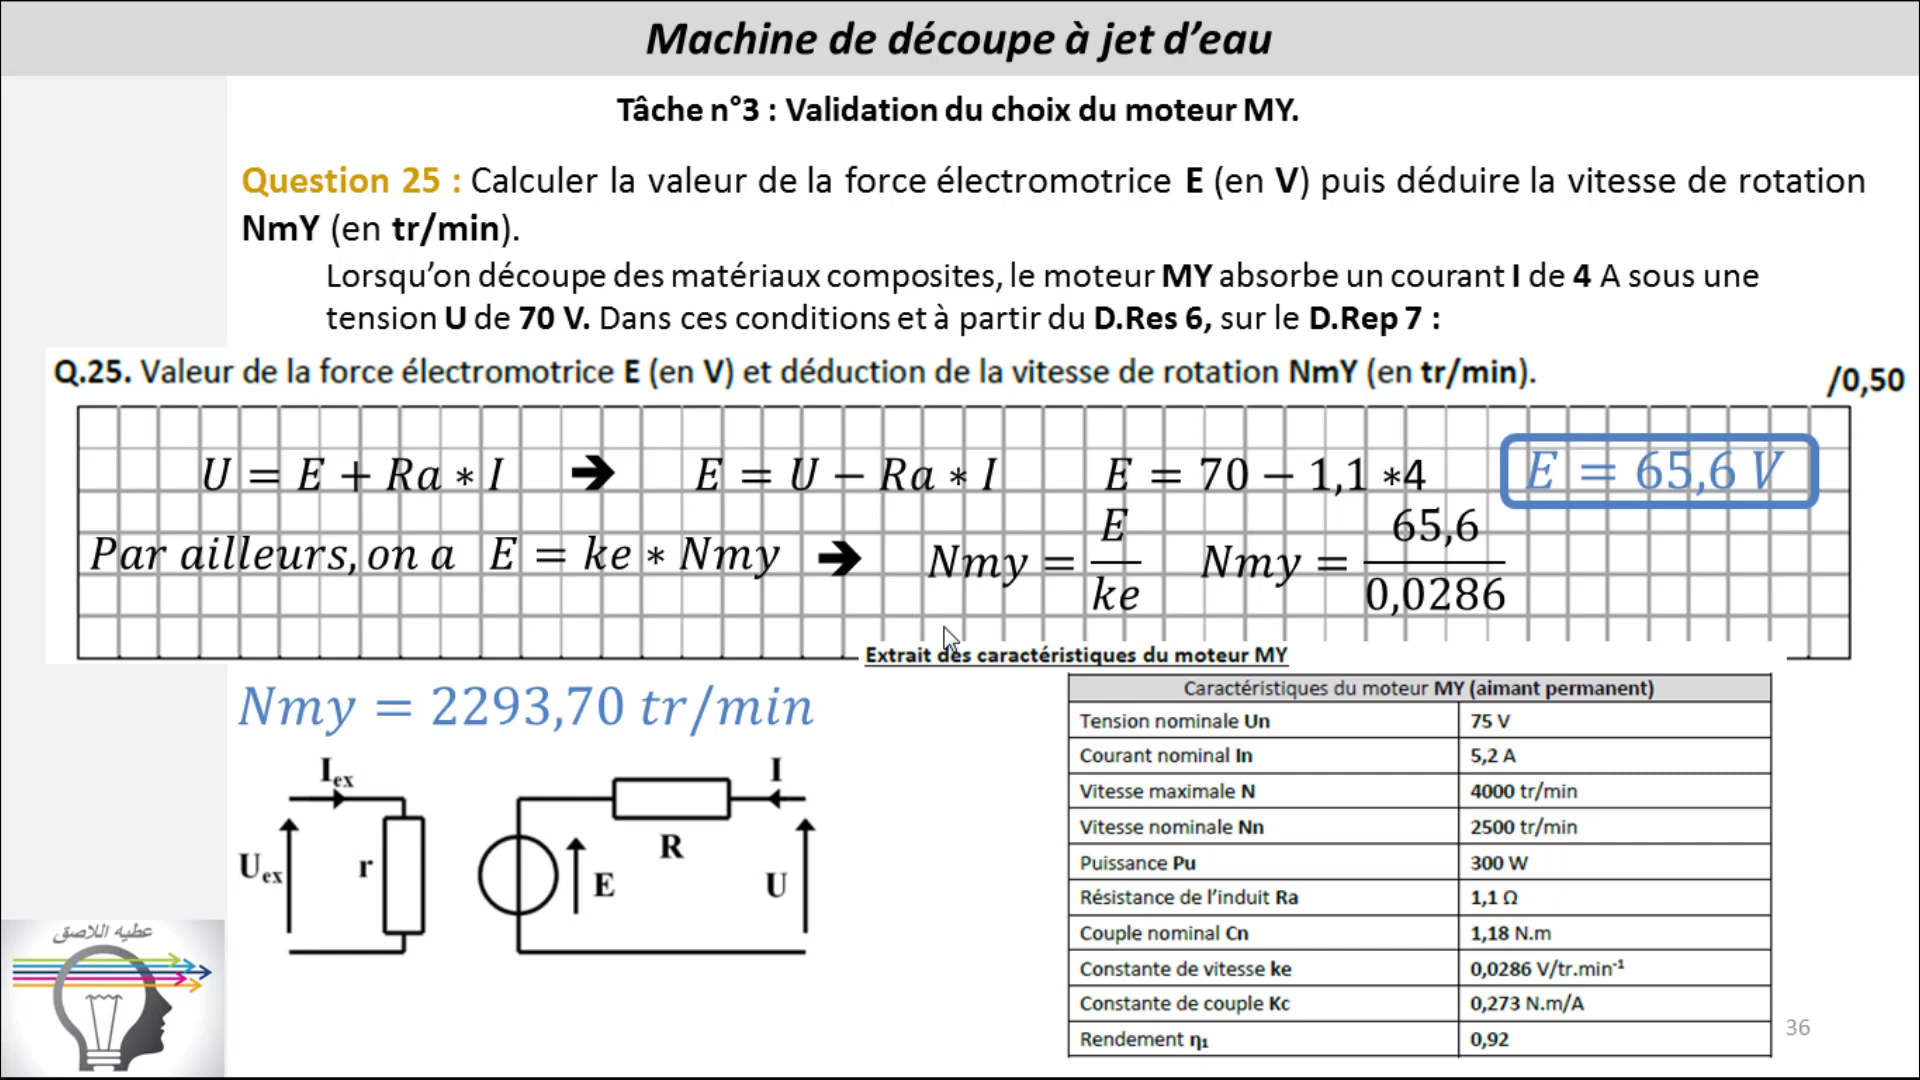 Machine de découpe à jet d’eau
Tâche n°3 : Validation du choix du moteur MY.
Question 25 : Calculer la valeur de la force électromotrice E (en V) puis déduire la vitesse de rotation
NmY (en tr/min).
Lorsqu’on découpe des matériaux composites, le moteur MY absorbe un courant I de 4 A sous une
tension U de 70 V. Dans ces conditions et à partir du D.Res 6, sur le D.Rep 7 :
Q.25. Valeur de la force électromotrice E (en V) et déduction de la vitesse de rotation NmY (en tr/min).
/0,50
U = E + Ra ∗ I ➔ E = U − Ra ∗ I E = 70 − 1,1 ∗4 E = 65,6 V
Par ailleurs, on a E = ke ∗ Nmy ➔ Nmy = E/ke Nmy = 65,6/0,0286
Extrait des caractéristiques du moteur MY
Nmy = 2293,70 tr/min
Iex
Uex
r
E
R
I
U
Caractéristiques du moteur MY (aimant permanent)
Tension nominale Un 75 V
Courant nominal In 5,2 A
Vitesse maximale N 4000 tr/min
Vitesse nominale Nn 2500 tr/min
Puissance Pu 300 W
Résistance de l’induit Ra 1,1 Ω
Couple nominal Cn 1,18 N.m
Constante de vitesse ke 0,0286 V/tr.min⁻¹
Constante de couple Kc 0,273 N.m/A
Rendement η₁ 0,92
عطيه اللاصق
36